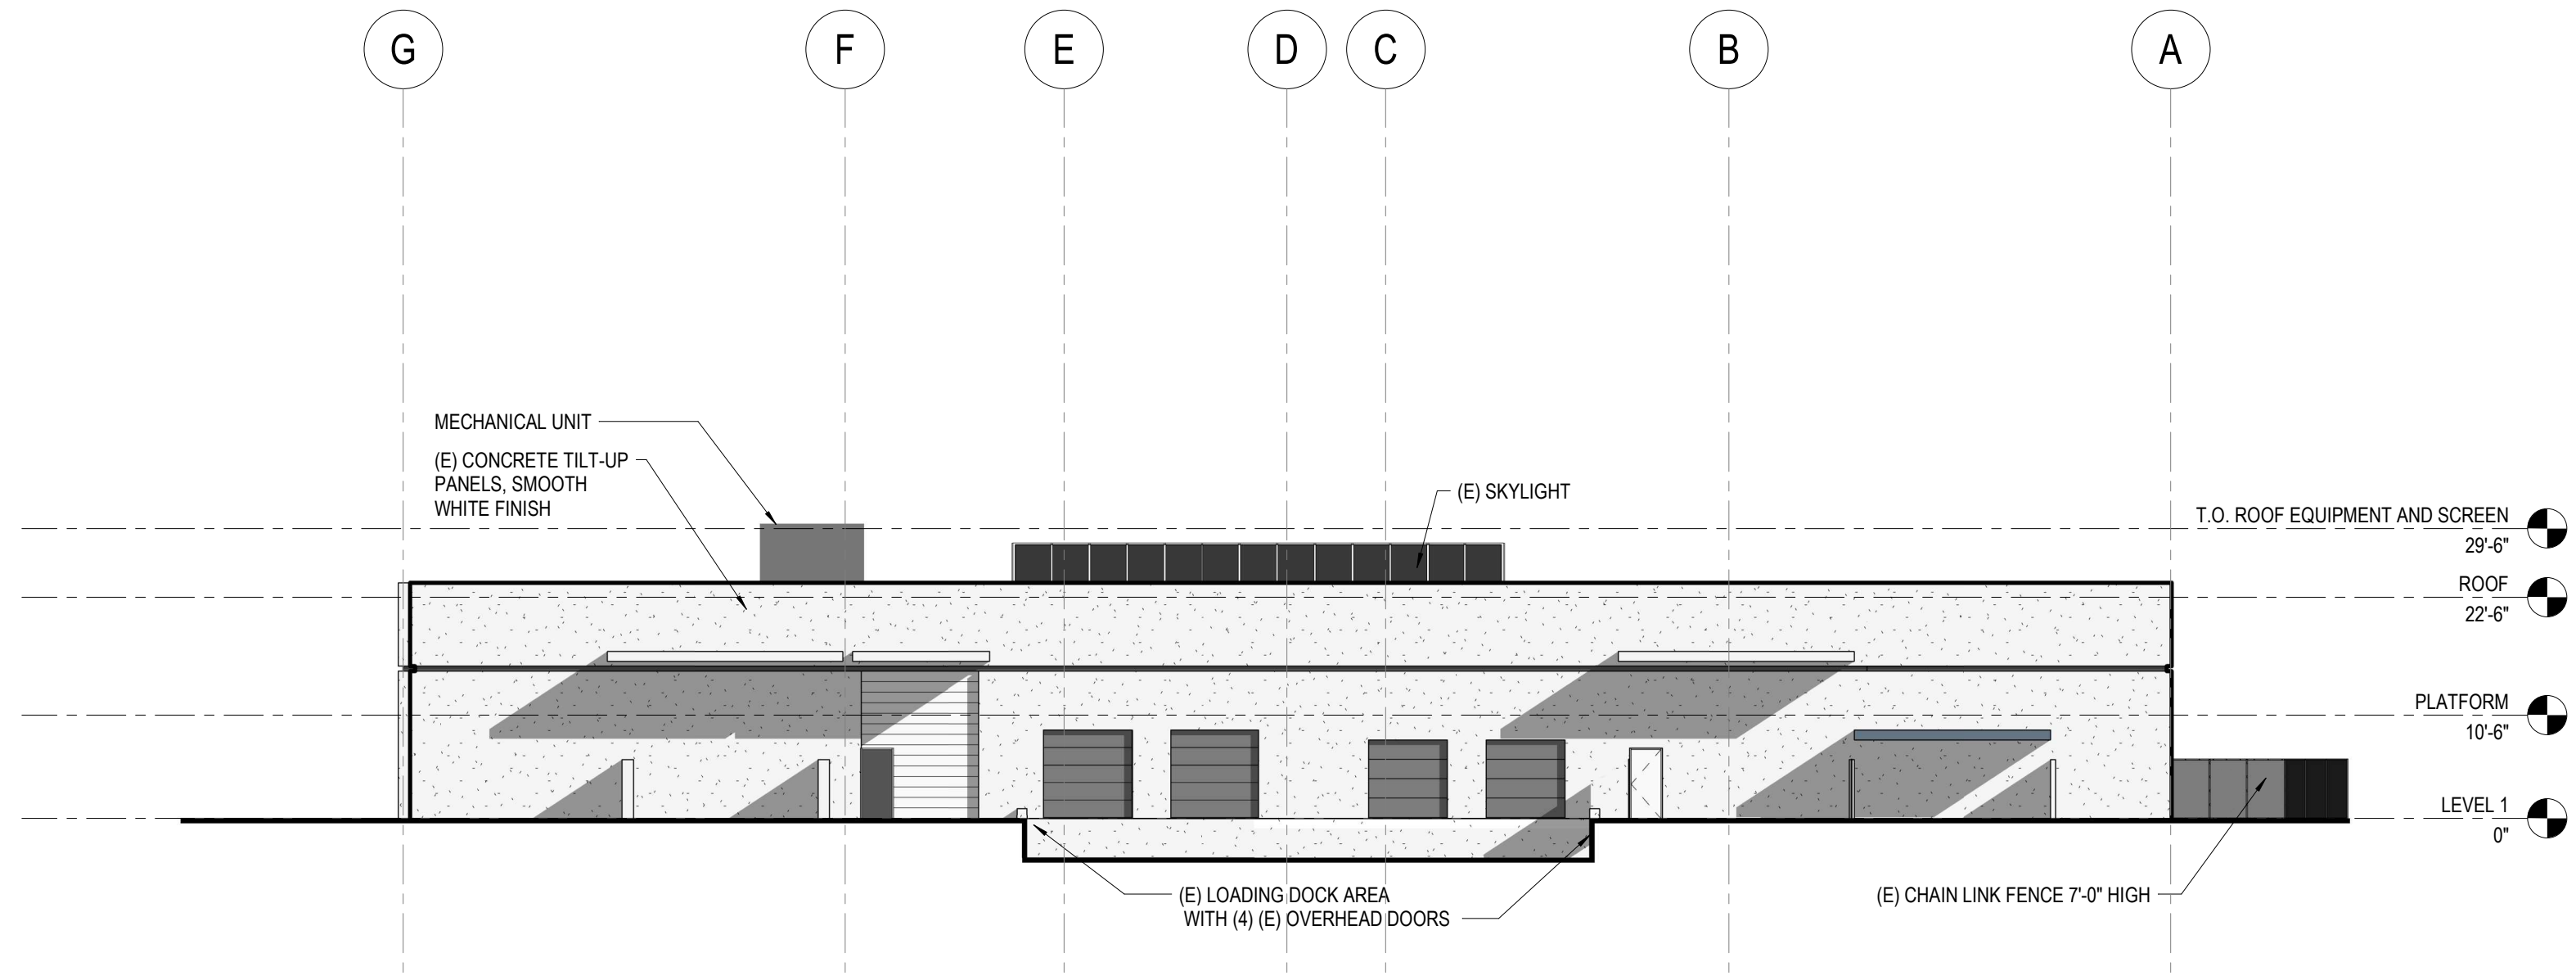 G F E D C B A
MECHANICAL UNIT
(E) CONCRETE TILT-UP
PANELS, SMOOTH
WHITE FINISH
(E) SKYLIGHT
T.O. ROOF EQUIPMENT AND SCREEN
29'-6"
ROOF
22'-6"
PLATFORM
10'-6"
LEVEL 1
0"
(E) LOADING DOCK AREA
WITH (4) (E) OVERHEAD DOORS
(E) CHAIN LINK FENCE 7'-0" HIGH